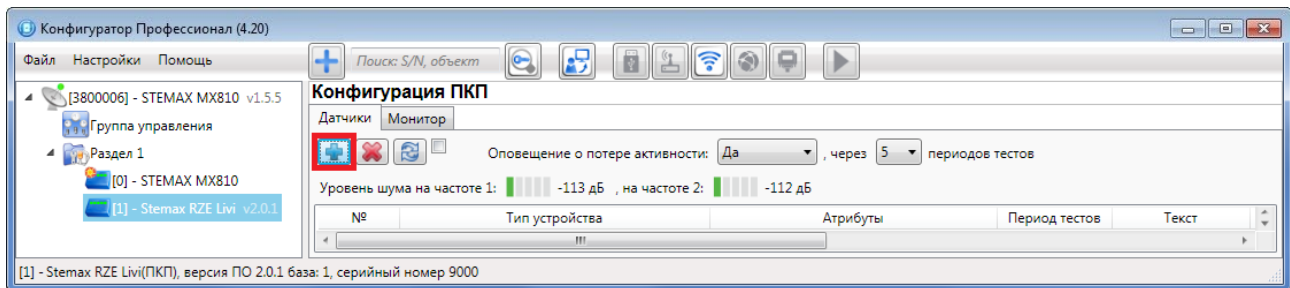 Конфигуратор Профессионал (4.20)
Файл Настройки Помощь
Поиск: S/N, объект
[3800006] - STEMAX MX810 v1.5.5
Группа управления
Раздел 1
[0] - STEMAX MX810
[1] - Stemax RZE Livi v2.0.1
Конфигурация ПКП
Датчики Монитор
Оповещение о потере активности: Да , через 5 периодов тестов
Уровень шума на частоте 1: -113 дБ , на частоте 2: -112 дБ
№ Тип устройства Атрибуты Период тестов Текст
[1] - Stemax RZE Livi(ПКП), версия ПО 2.0.1 база: 1, серийный номер 9000